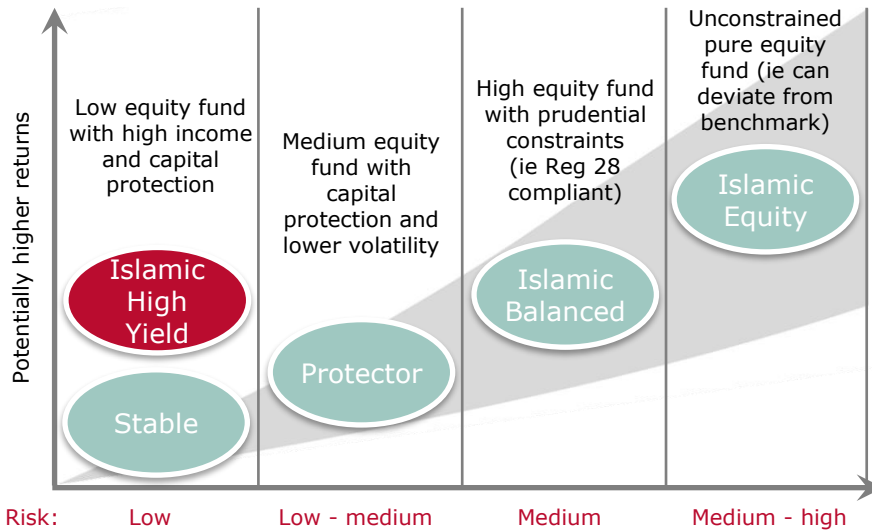 Potentially higher returns
Low equity fund
with high income
and capital
protection
Islamic
High
Yield
Stable
Medium equity
fund with
capital
protection and
lower volatility
Protector
High equity fund
with prudential
constraints
(ie Reg 28
compliant)
Islamic
Balanced
Unconstrained
pure equity
fund (ie can
deviate from
benchmark)
Islamic
Equity
Risk:
Low
Low - medium
Medium
Medium - high